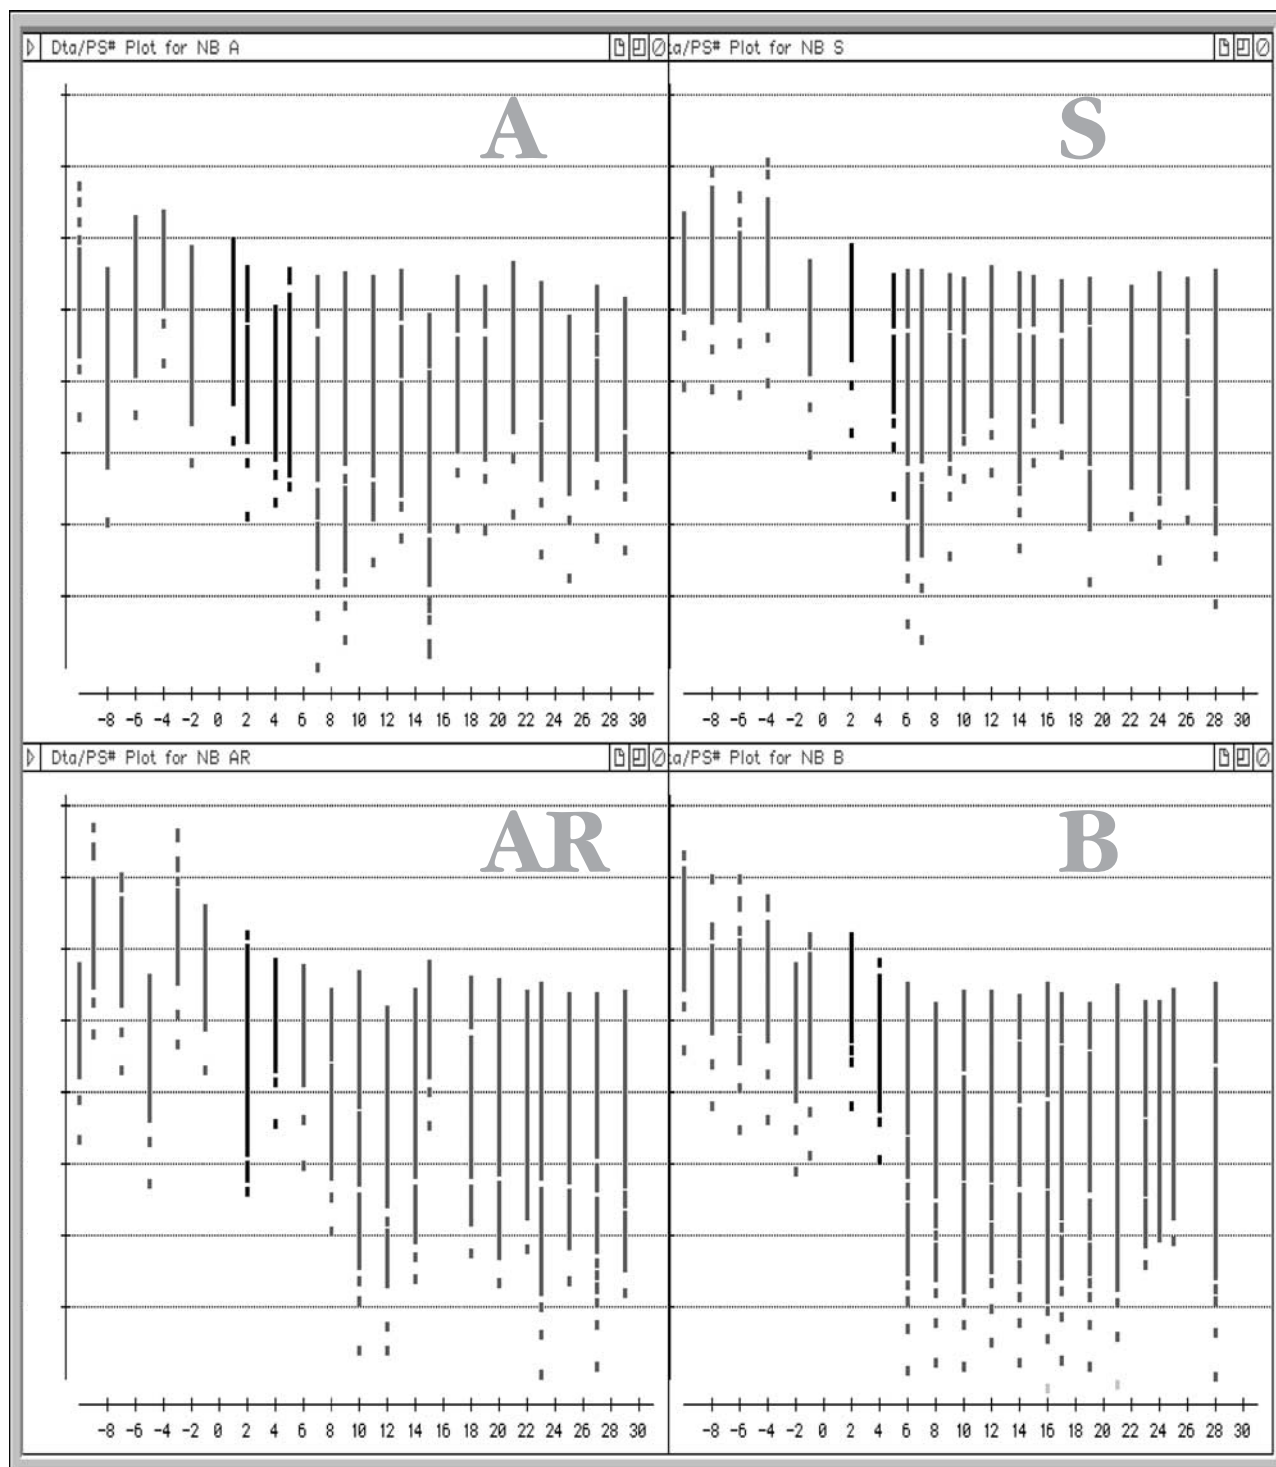 Dta/PS# Plot for NB A
ta/PS# Plot for NB S
A
S
-8 -6 -4 -2 0 2 4 6 8 10 12 14 16 18 20 22 24 26 28 30
-8 -6 -4 -2 0 2 4 6 8 10 12 14 16 18 20 22 24 26 28 30
Dta/PS# Plot for NB AR
ta/PS# Plot for NB B
AR
B
-8 -6 -4 -2 0 2 4 6 8 10 12 14 16 18 20 22 24 26 28 30
-8 -6 -4 -2 0 2 4 6 8 10 12 14 16 18 20 22 24 26 28 30